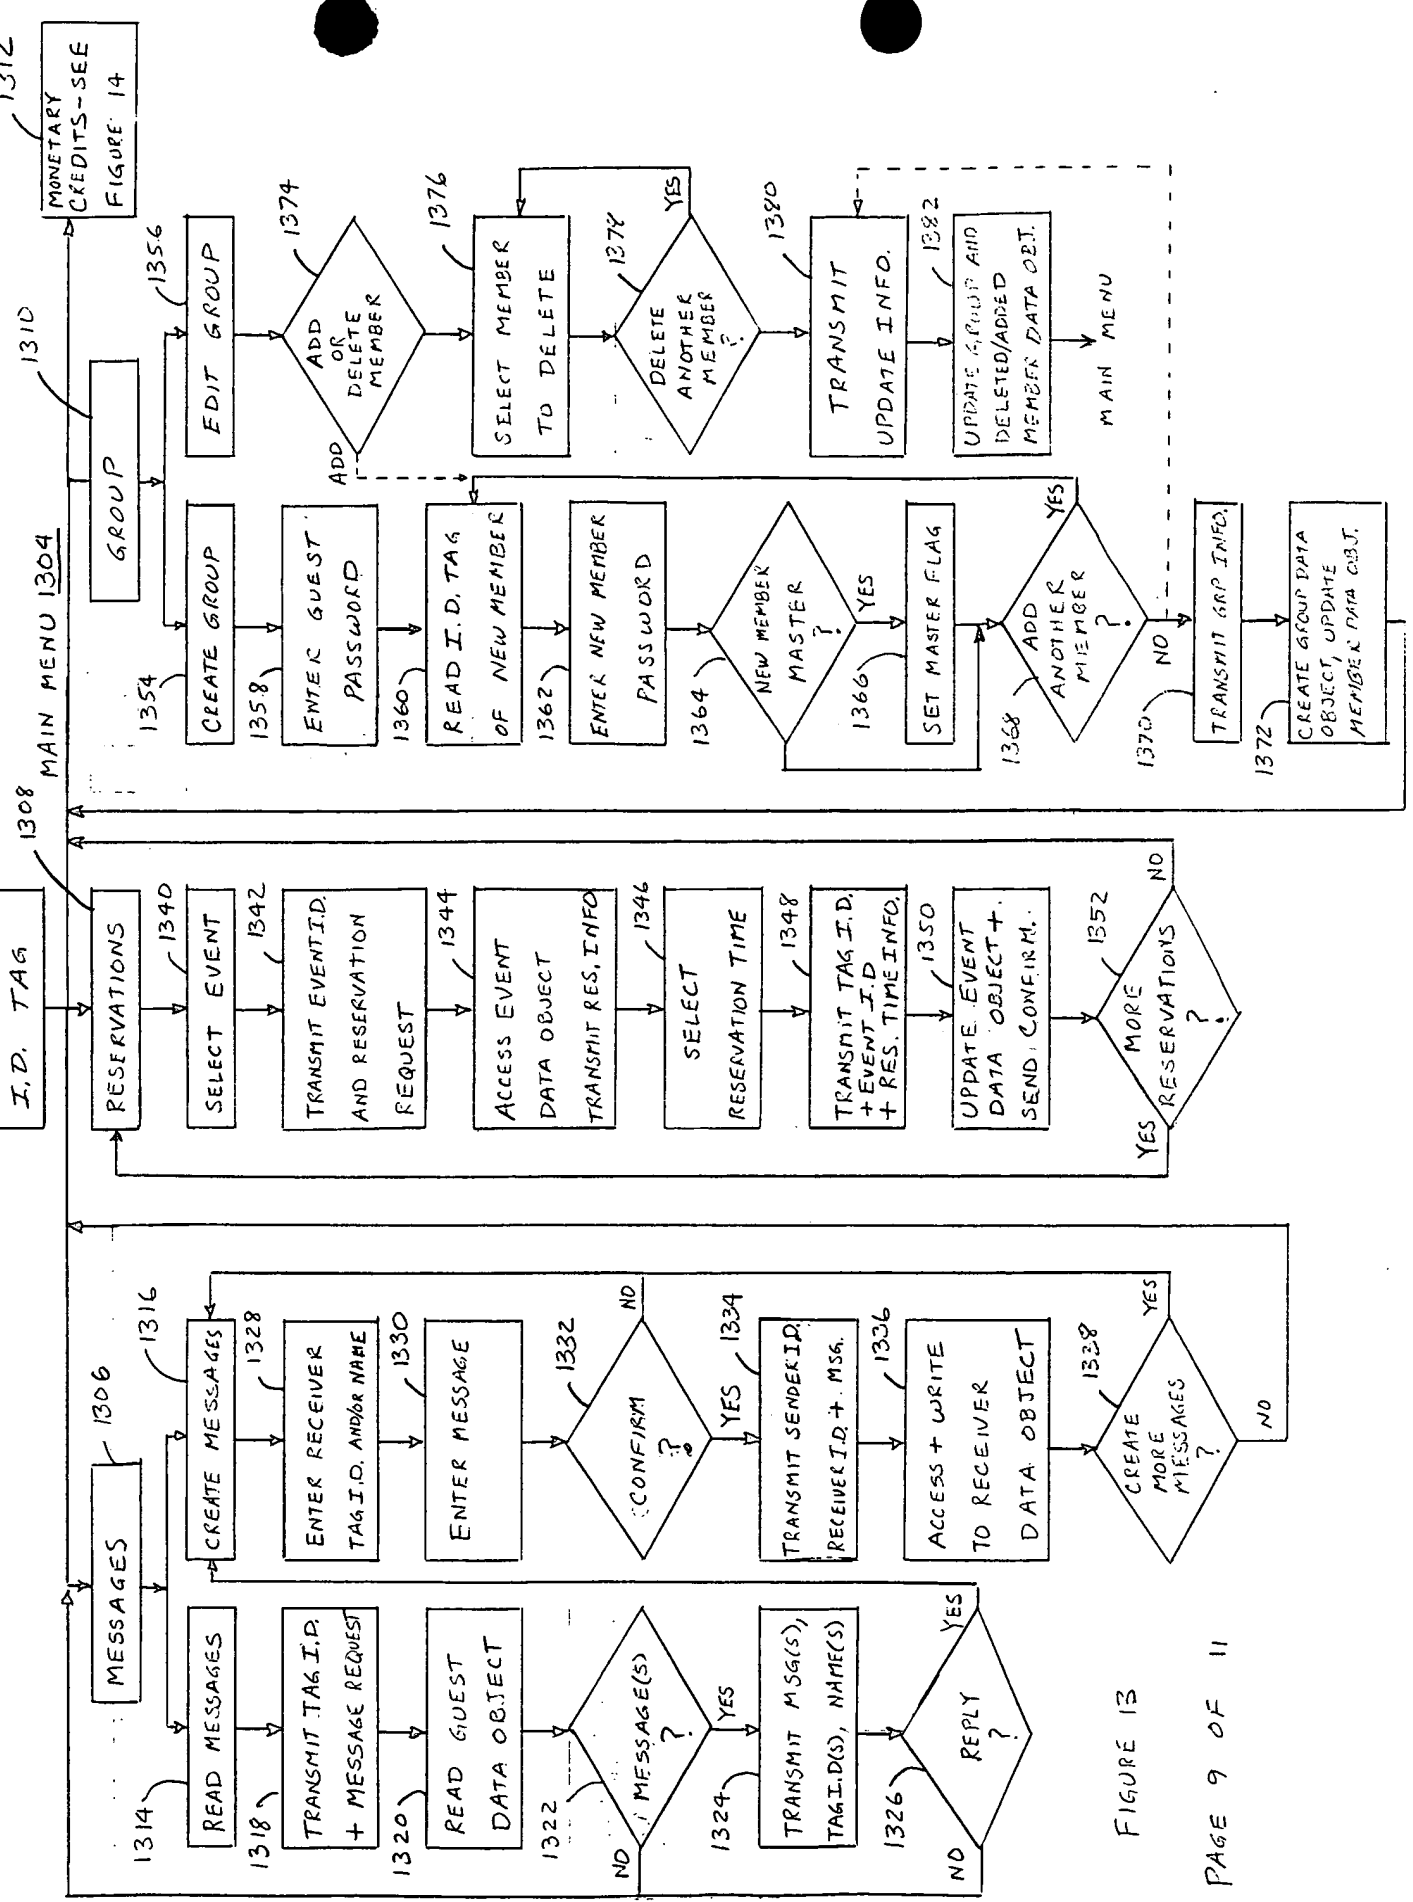 I.D. TAG
1308
MAIN MENU 1304
1310
1312
MONETARY
CREDITS-SEE
FIGURE 14
1306
MESSAGES
1314
READ MESSAGES
1318
TRANSMIT TAG I.D.
+ MESSAGE REQUEST
1320
READ GUEST
DATA OBJECT
1322
MESSAGE(S)
?
NO
YES
1324
TRANSMIT MSG(S),
TAG I.D(S), NAME(S)
1326
REPLY
?
NO
YES
1316
CREATE MESSAGES
1328
ENTER RECEIVER
TAG I.D. AND/OR NAME
1330
ENTER MESSAGE
1332
CONFIRM
?
NO
YES
1334
TRANSMIT SENDER I.D.
RECEIVER I.D. + MSG.
1336
ACCESS + WRITE
TO RECEIVER
DATA OBJECT
1338
CREATE
MORE
MESSAGES
?
YES
NO
RESERVATIONS
1340
SELECT EVENT
1342
TRANSMIT EVENT I.D.
AND RESERVATION
REQUEST
1344
ACCESS EVENT
DATA OBJECT
TRANSMIT RES. INFO
1346
SELECT
RESERVATION TIME
1348
TRANSMIT TAG I.D.
+ EVENT I.D
+ RES. TIME INFO.
1350
UPDATE EVENT
DATA OBJECT +
SEND CONFIRM.
1352
MORE
RESERVATIONS
?
YES
NO
GROUP
1354
CREATE GROUP
1358
ENTER GUEST
PASSWORD
1360
READ I.D. TAG
OF NEW MEMBER
1362
ENTER NEW MEMBER
PASSWORD
1364
NEW MEMBER
MASTER
?
YES
1366
SET MASTER FLAG
1368
ADD
ANOTHER
MEMBER
?
YES
NO
1370
TRANSMIT GRP INFO.
1372
CREATE GROUP DATA
OBJECT, UPDATE
MEMBER DATA OBJ.
1356
EDIT GROUP
1374
ADD
OR
DELETE
MEMBER
ADD
1376
SELECT MEMBER
TO DELETE
1378
DELETE
ANOTHER
MEMBER
?
YES
1380
TRANSMIT
UPDATE INFO.
1382
UPDATE GROUP AND
DELETED/ADDED
MEMBER DATA OBJ.
MAIN MENU
FIGURE 13
PAGE 9 OF 11